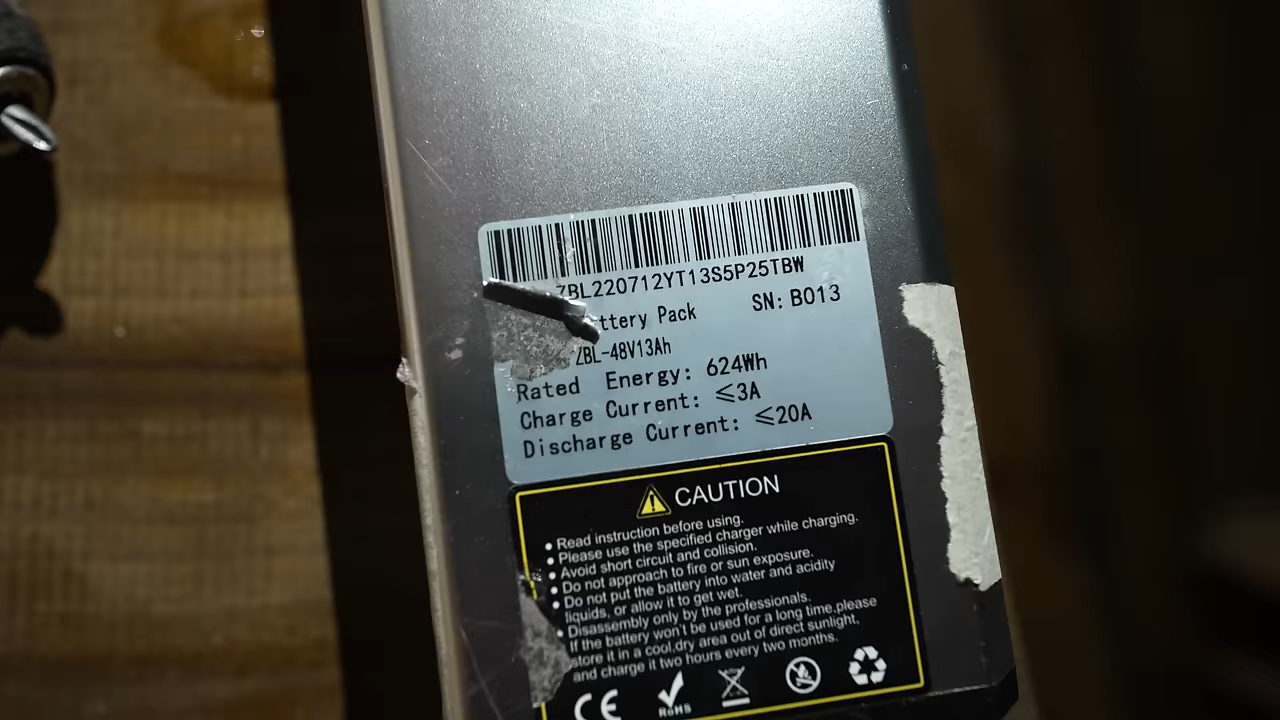 ZBL220712YT13S5P25TBW
ttery Pack SN: B013
ZBL-48V13Ah
Rated Energy: 624Wh
Charge Current: ≤3A
Discharge Current: ≤20A
CAUTION
• Read instruction before using.
• Please use the specified charger while charging.
• Avoid short circuit and collision.
• Do not approach to fire or sun exposure.
• Do not put the battery into water and acidity
liquids, or allow it to get wet.
• Disassembly only by the professionals.
If the battery won't be used for a long time,please
store it in a cool,dry area out of direct sunlight,
and charge it two hours every two months.
CE RoHS